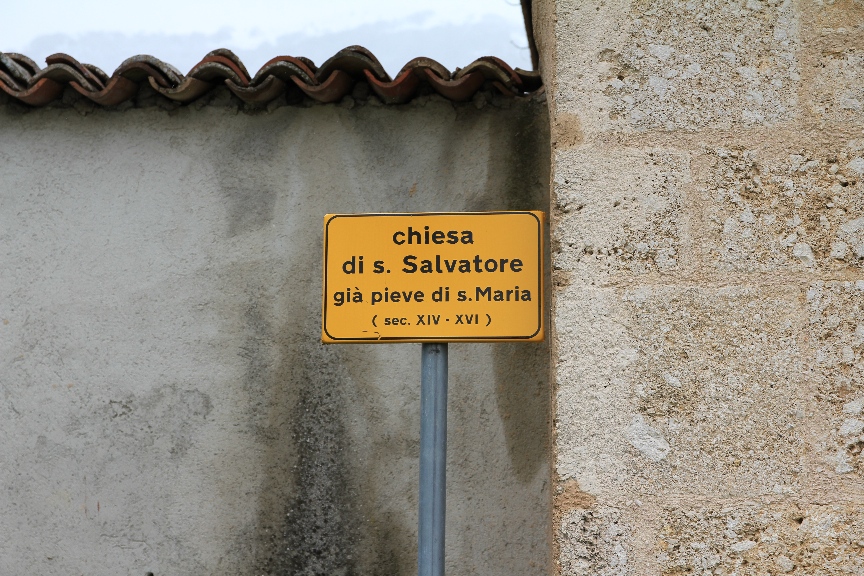 chiesa
di s. Salvatore
già pieve di s.Maria
( sec. XIV - XVI )